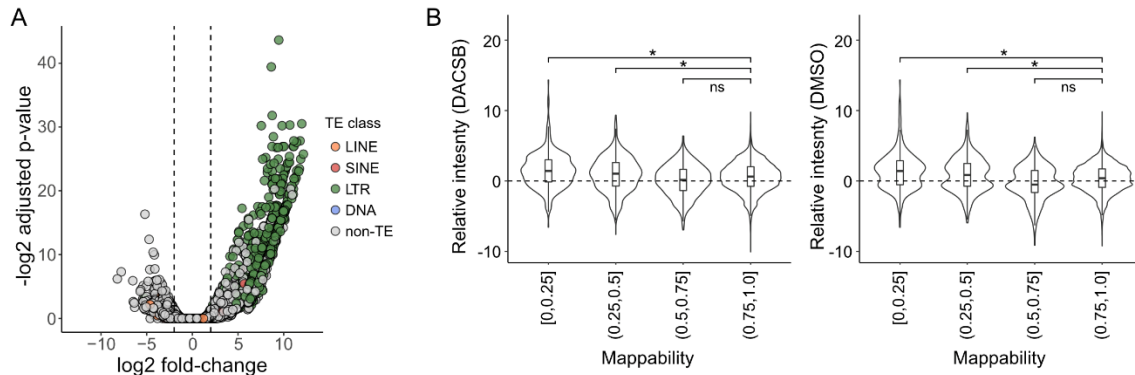 A
-log2 adjusted p-value
40
30
20
10
0
−10
−5
0
5
10
log2 fold-change
TE class
LINE
SINE
LTR
DNA
non-TE
B
Relative intesnty (DACSB)
20
10
0
-10
*
*
ns
[0,0.25]
(0.25,0.5]
(0.5,0.75]
(0.75,1.0]
Mappability
Relative intesnty (DMSO)
20
10
0
-10
*
*
ns
[0,0.25]
(0.25,0.5]
(0.5,0.75]
(0.75,1.0]
Mappability